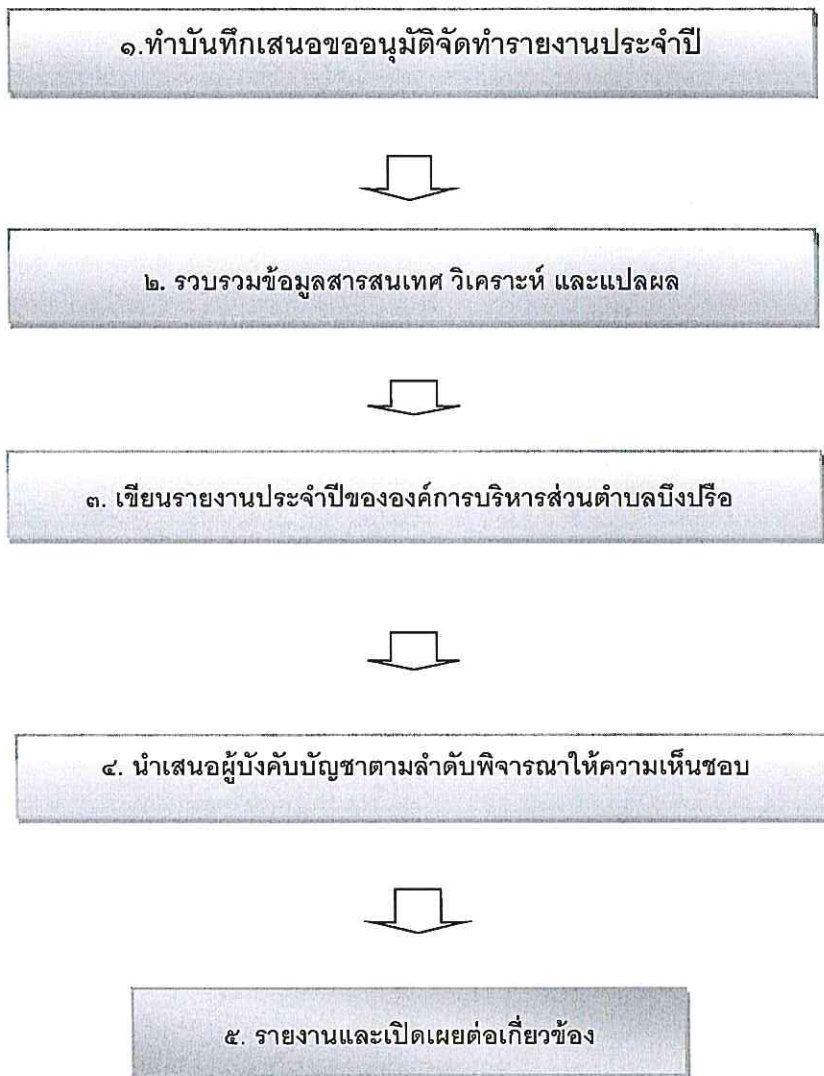 ๑.ทำบันทึกเสนอขออนุมัติจัดทำรายงานประจำปี
๒. รวบรวมข้อมูลสารสนเทศ วิเคราะห์ และแปลผล
๓. เขียนรายงานประจำปีขององค์การบริหารส่วนตำบลบึงปรือ
๔. นำเสนอผู้บังคับบัญชาตามลำดับพิจารณาให้ความเห็นชอบ
๕. รายงานและเปิดเผยต่อเกี่ยวข้อง